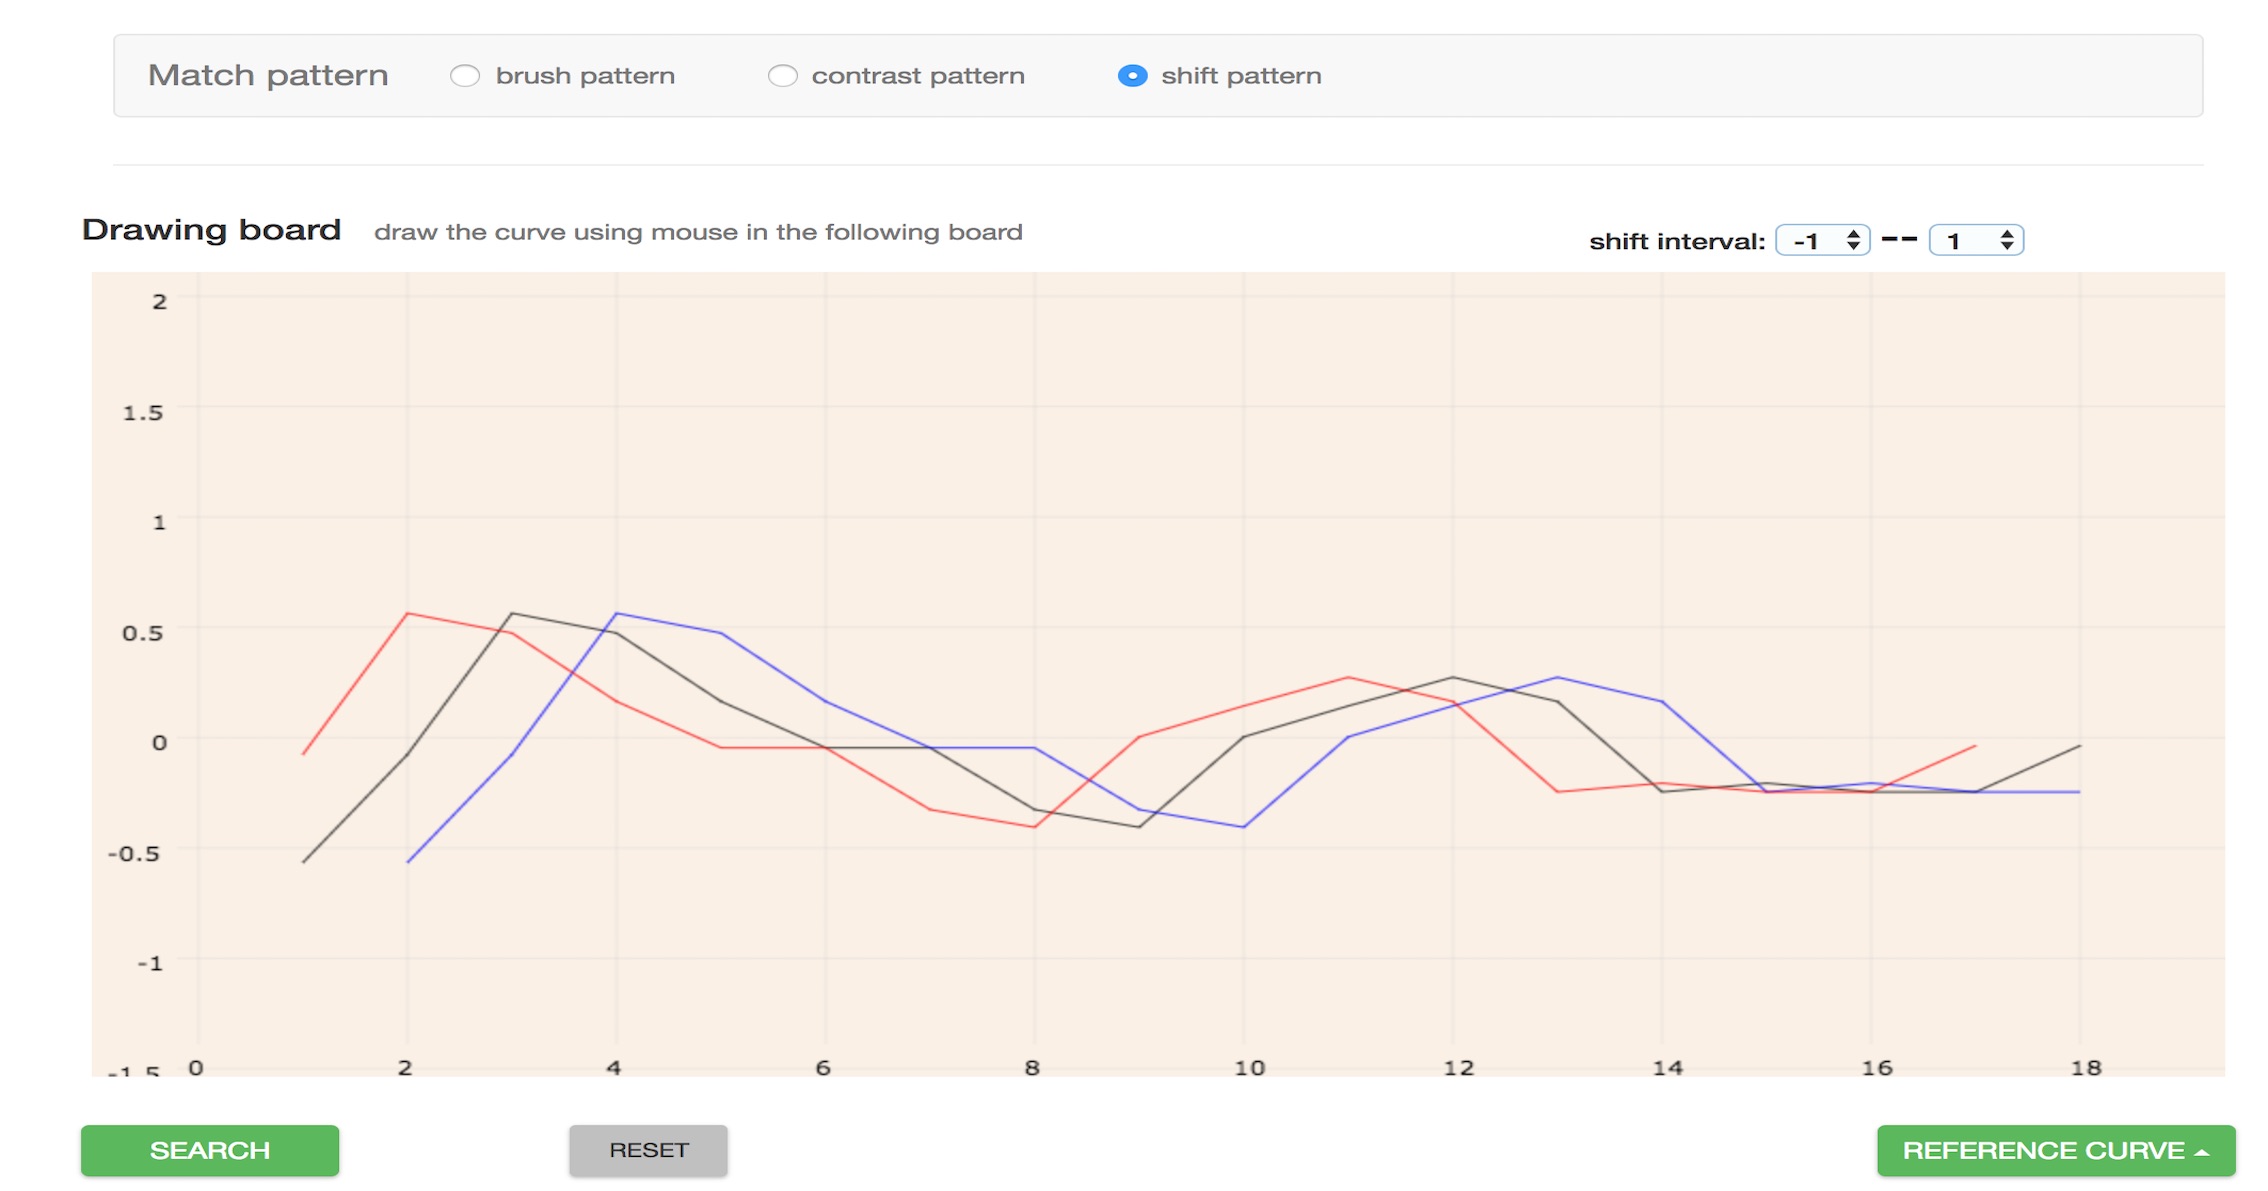 Match pattern brush pattern contrast pattern shift pattern
Drawing board draw the curve using mouse in the following board shift interval: -1 -- 1
2
1.5
1
0.5
0
-0.5
-1
-1.5 0 2 4 6 8 10 12 14 16 18
SEARCH RESET REFERENCE CURVE